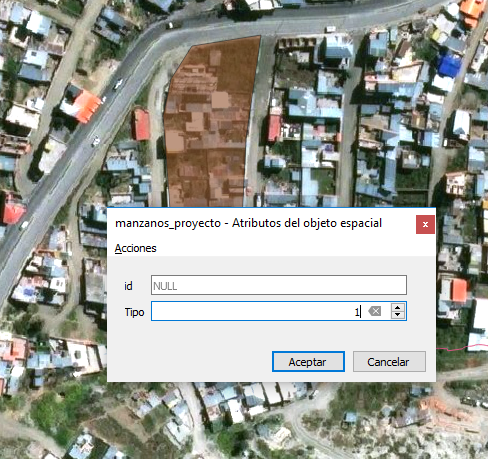 manzanos_proyecto - Atributos del objeto espacial
x
Acciones
id NULL
Tipo 1
Aceptar Cancelar